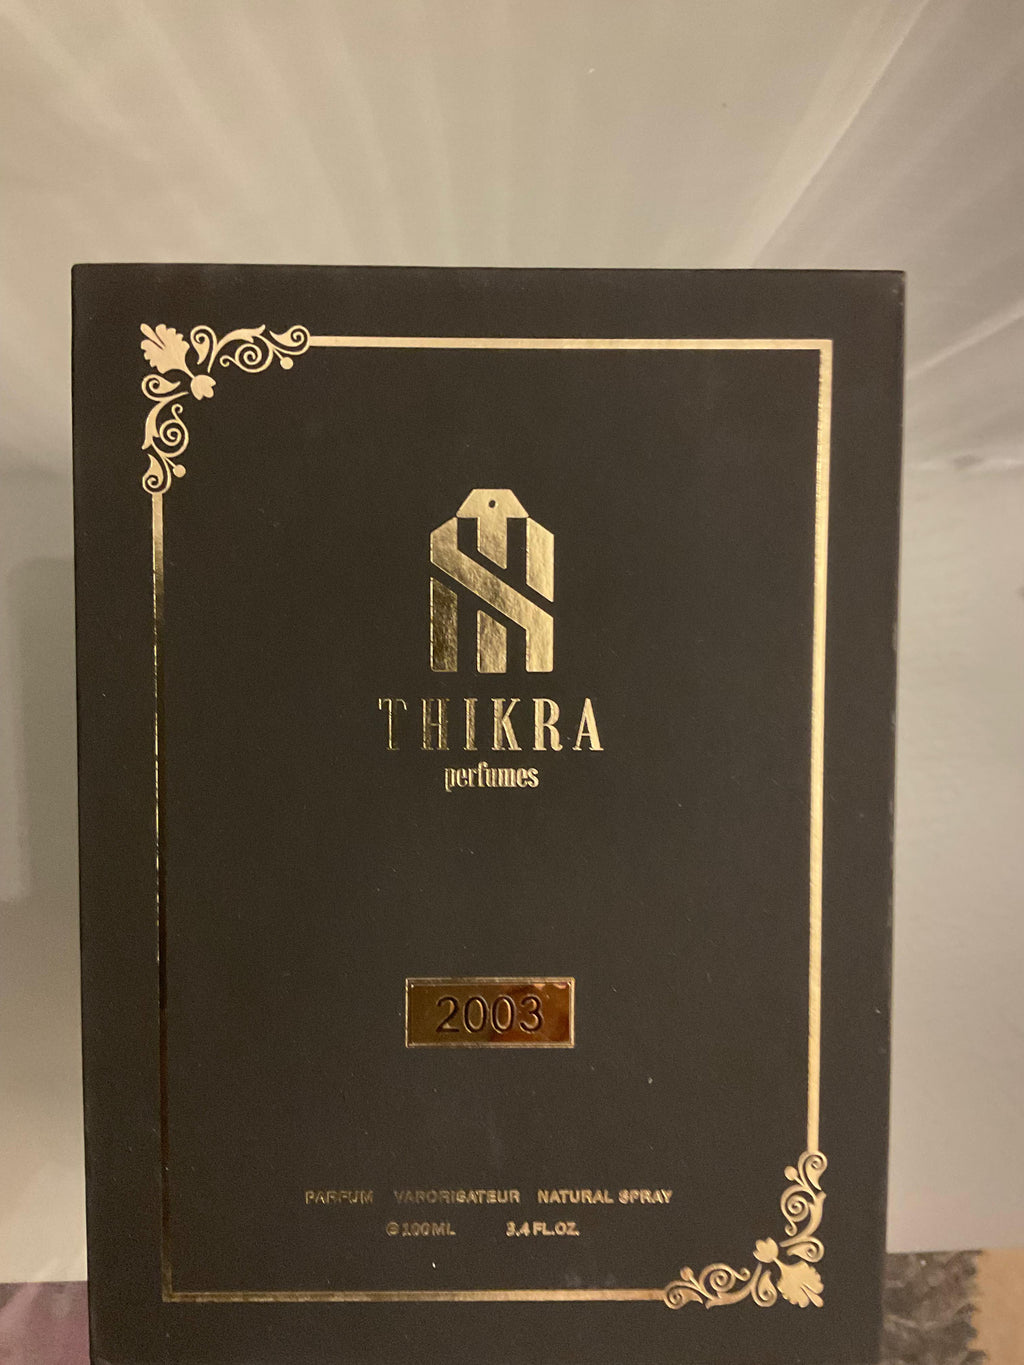 THIKRA
perfumes
2003
PARFUM VAPORISATEUR NATURAL SPRAY
℮100ML 3.4 FL.OZ.